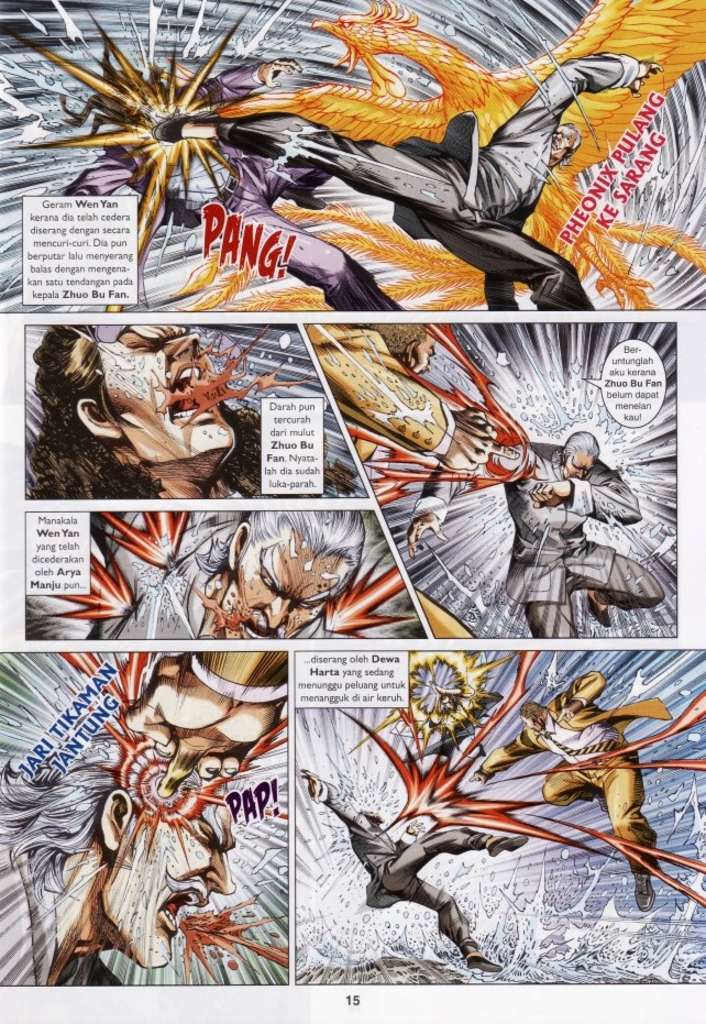 PHEONIX PULANG
KE SARANG
Geram Wen Yan
kerana dia telah cedera
diserang dengan secara
mencuri-curi. Dia pun
berputar lalu menyerang
balas dengan mengena-
kan satu tendangan pada
kepala Zhuo Bu Fan.
PANG!
Darah pun
tercurah
dari mulut
Zhuo Bu
Fan. Nyata-
lah dia sudah
luka-parah.
Ber-
untunglah
aku kerana
Zhuo Bu Fan
belum dapat
menelan
kau!
Manakala
Wen Yan
yang telah
dicederakan
oleh Arya
Manju pun...
JARI TIKAMAN
JANTUNG
PAP!
...diserang oleh Dewa
Harta yang sedang
menunggu peluang untuk
menangguk di air keruh.
15